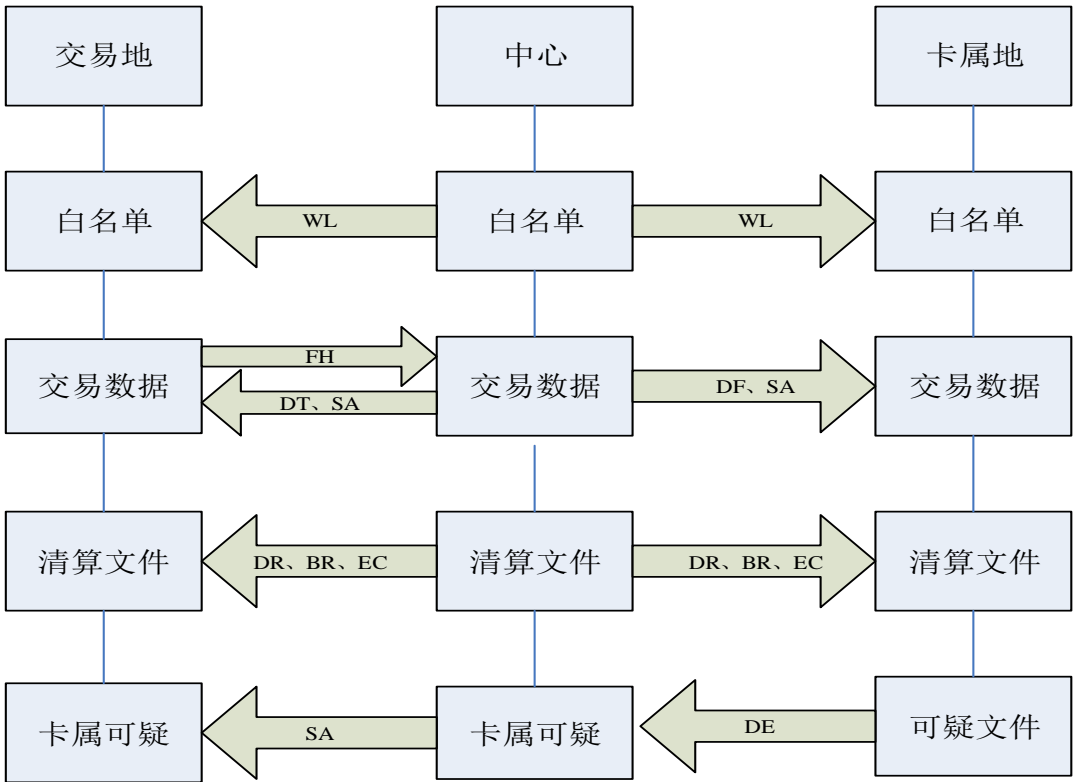 交易地
中心
卡属地
白名单
WL
白名单
WL
白名单
交易数据
FH
DT、SA
交易数据
DF、SA
交易数据
清算文件
DR、BR、EC
清算文件
DR、BR、EC
清算文件
卡属可疑
SA
卡属可疑
DE
可疑文件